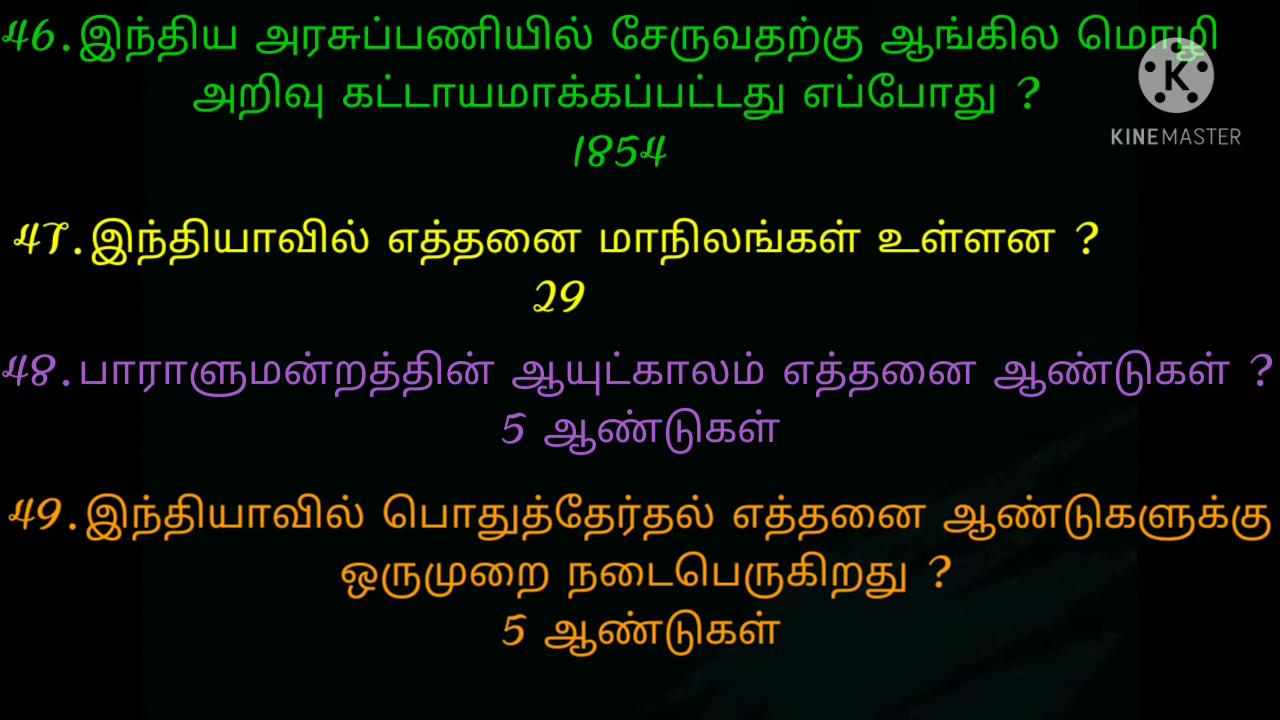 46.இந்திய அரசுப்பணியில் சேருவதற்கு ஆங்கில மொழி
அறிவு கட்டாயமாக்கப்பட்டது எப்போது ?
1854
KINEMASTER
47.இந்தியாவில் எத்தனை மாநிலங்கள் உள்ளன ?
29
48.பாராளுமன்றத்தின் ஆயுட்காலம் எத்தனை ஆண்டுகள் ?
5 ஆண்டுகள்
49.இந்தியாவில் பொதுத்தேர்தல் எத்தனை ஆண்டுகளுக்கு
ஒருமுறை நடைபெருகிறது ?
5 ஆண்டுகள்